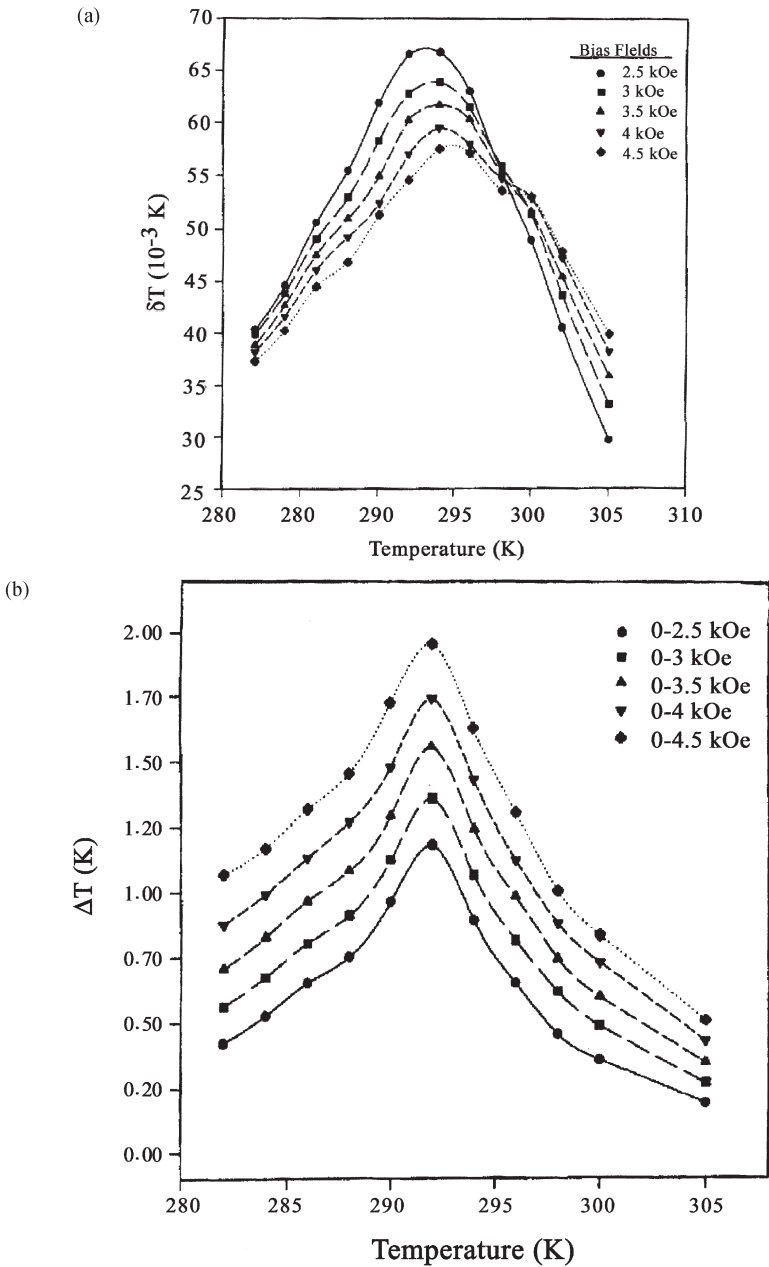 (a)
70
65
60
55
50
45
40
35
30
25
δT (10⁻³ K)
Bias Fields
2.5 kOe
3 kOe
3.5 kOe
4 kOe
4.5 kOe
280 280 290 295 300 305 310
Temperature (K)
(b)
2.00
1.70
1.50
1.20
1.00
0.70
0.50
0.20
0.00
ΔT (K)
0-2.5 kOe
0-3 kOe
0-3.5 kOe
0-4 kOe
0-4.5 kOe
280 285 290 295 300 305
Temperature (K)